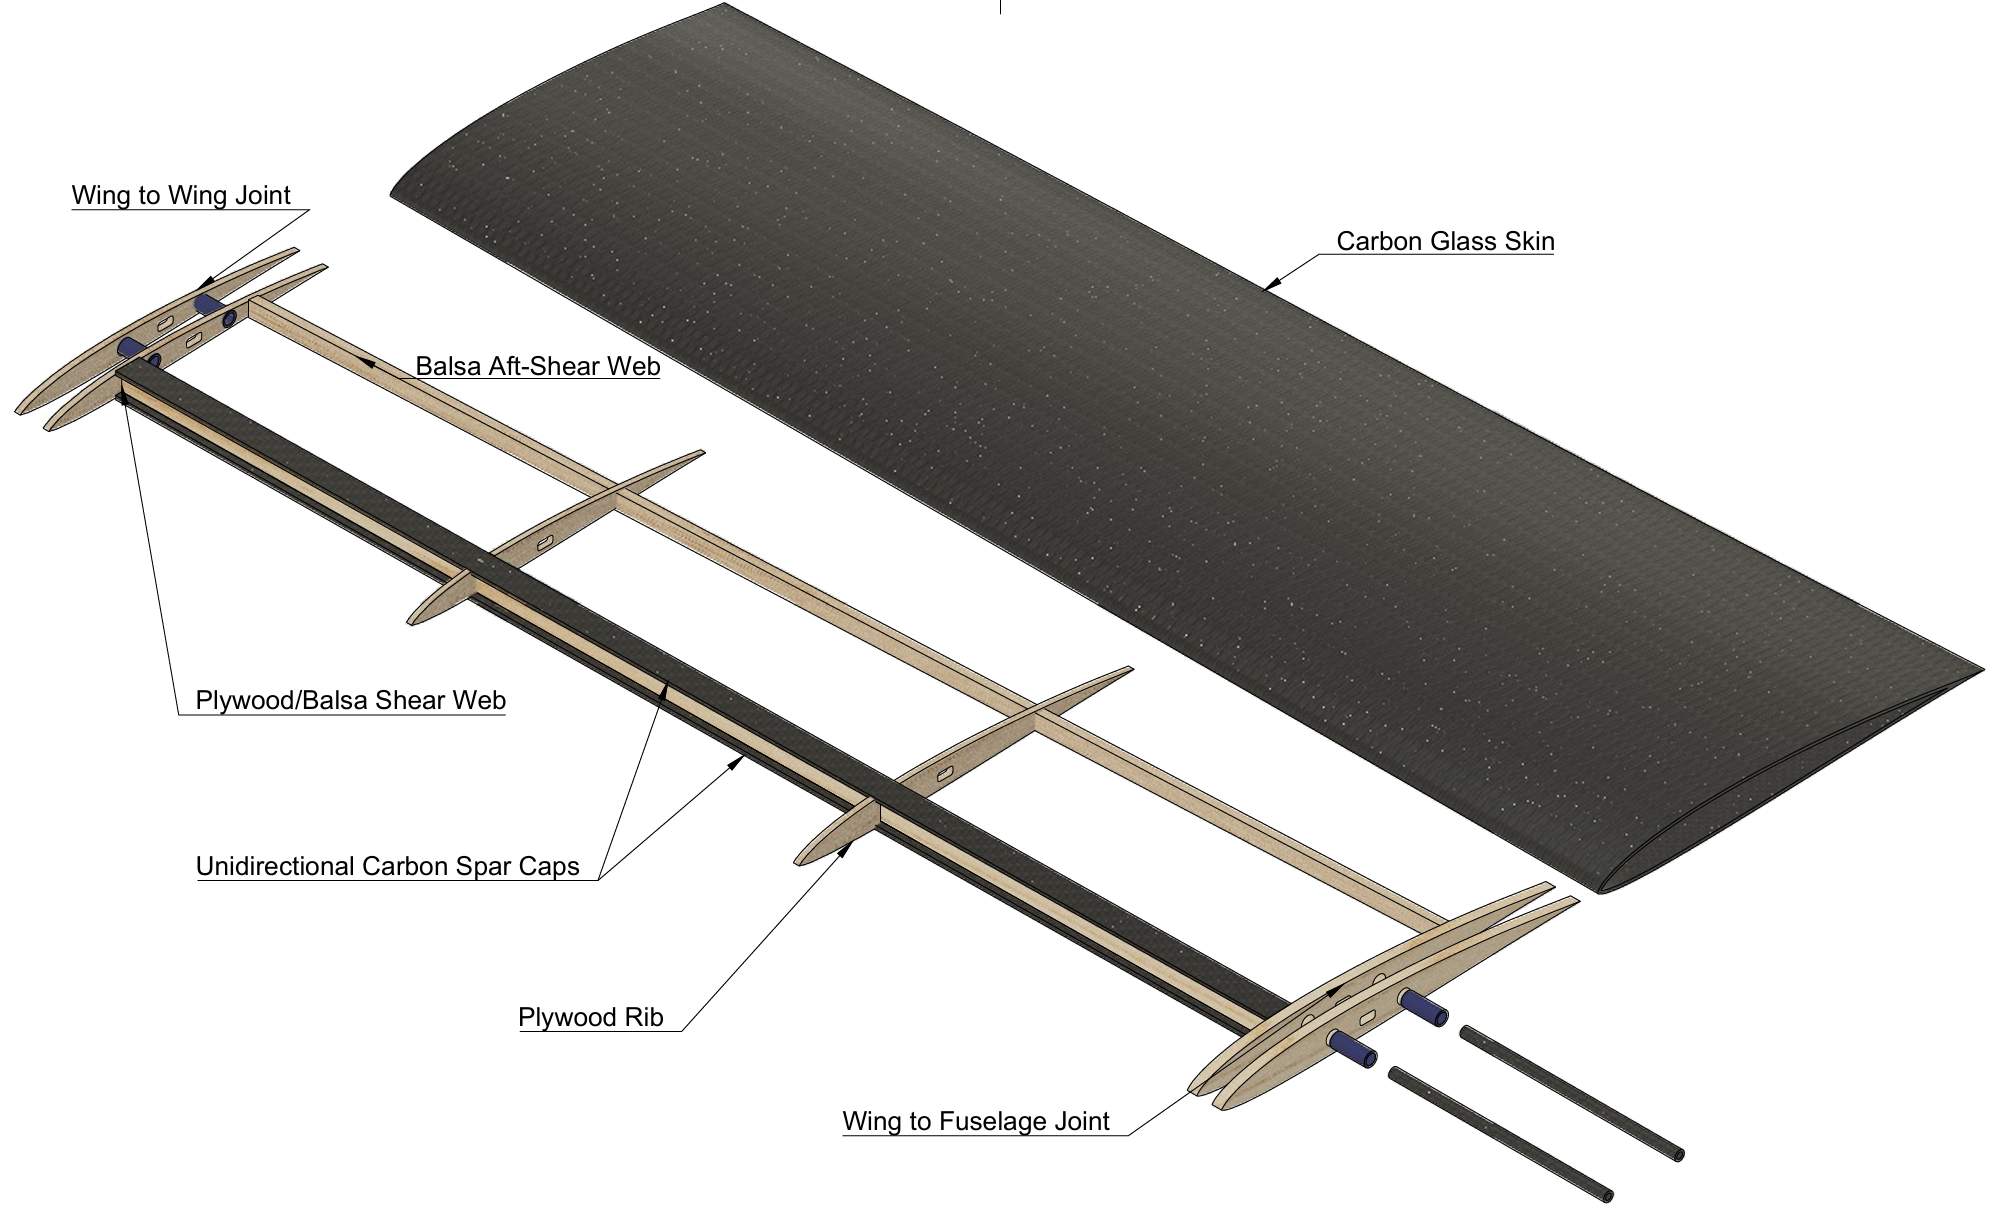 Wing to Wing Joint
Carbon Glass Skin
Balsa Aft-Shear Web
Plywood/Balsa Shear Web
Unidirectional Carbon Spar Caps
Plywood Rib
Wing to Fuselage Joint